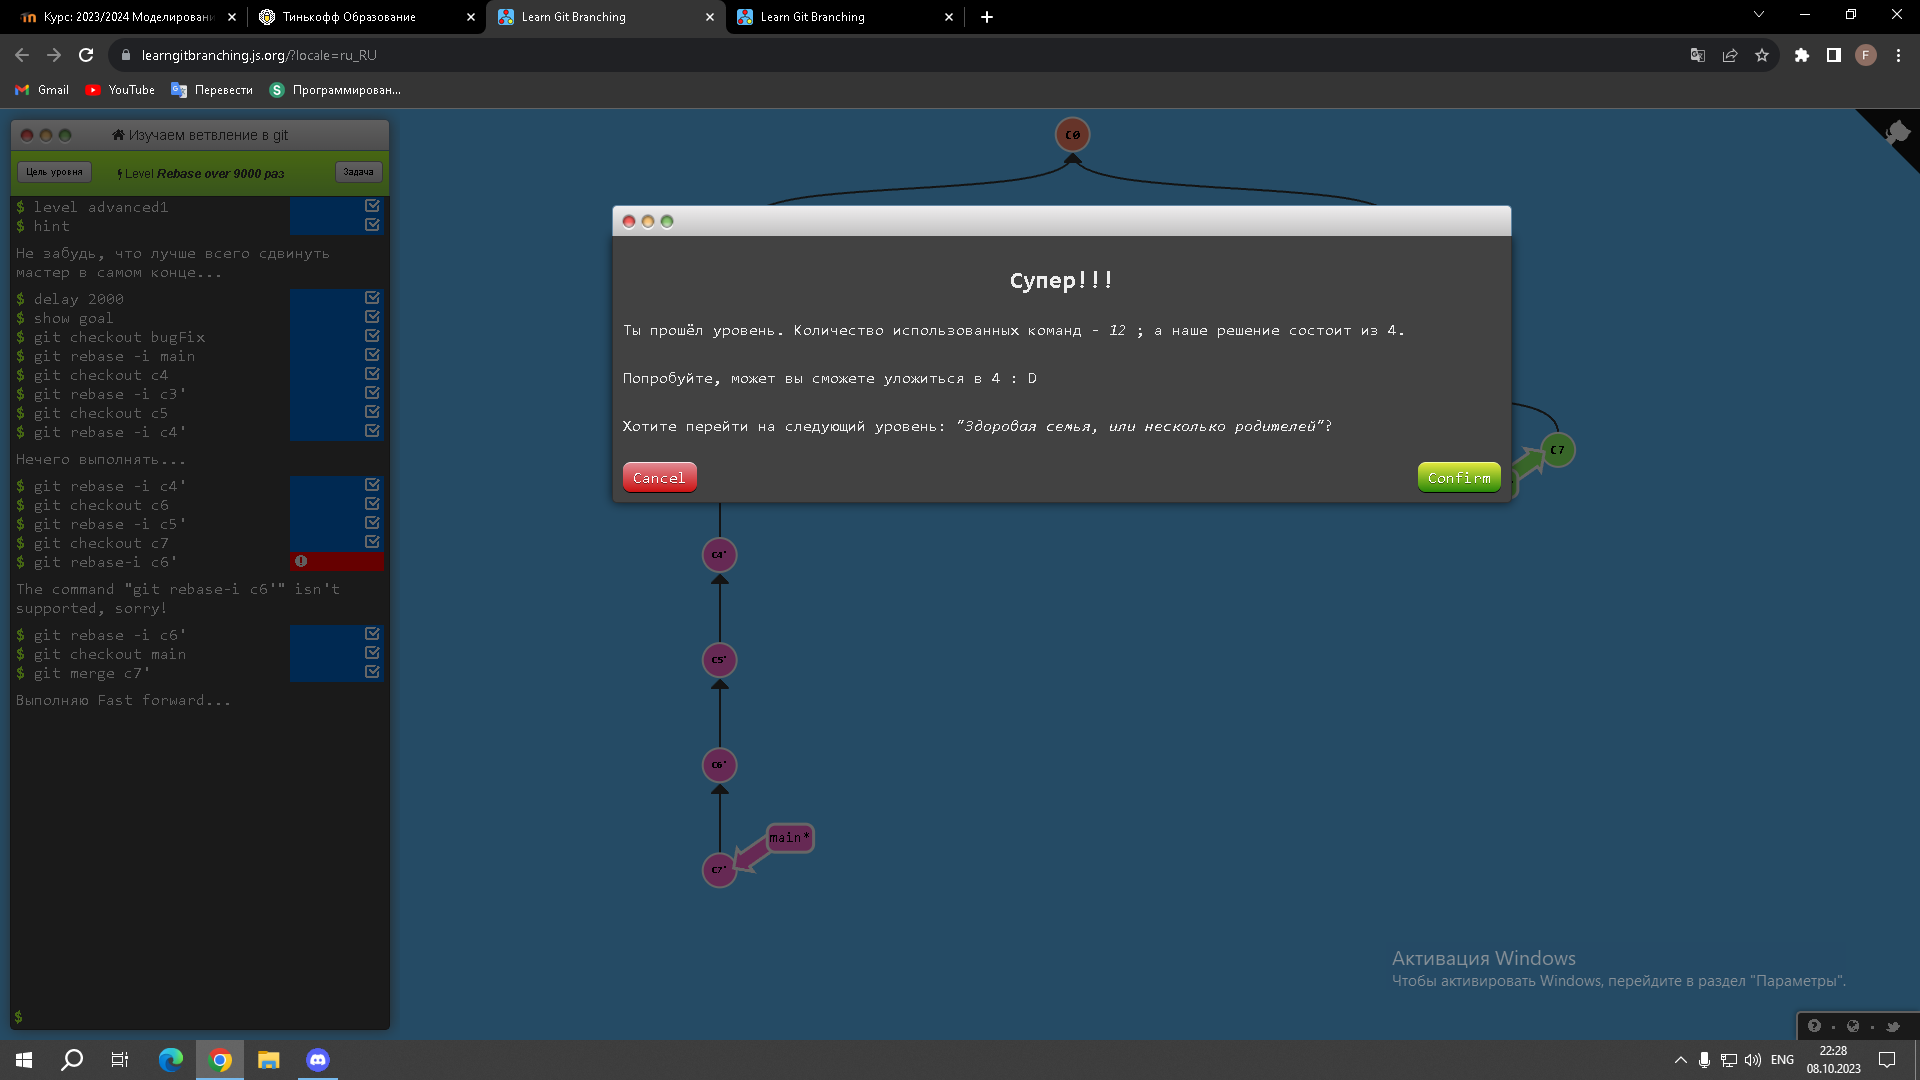 Курс: 2023/2024 Моделировани
Тинькофф Образование
Learn Git Branching
Learn Git Branching
learngitbranching.js.org/?locale=ru_RU
F
Gmail
YouTube
Перевести
Программирован...
Изучаем ветвление в git
Цель уровня
Level Rebase over 9000 раз
Задача
$ level advanced1
$ hint
Не забудь, что лучше всего сдвинуть
мастер в самом конце...
$ delay 2000
$ show goal
$ git checkout bugFix
$ git rebase -i main
$ git checkout c4
$ git rebase -i c3'
$ git checkout c5
$ git rebase -i c4'
Нечего выполнять...
$ git rebase -i c4'
$ git checkout c6
$ git rebase -i c5'
$ git checkout c7
$ git rebase-i c6'
The command "git rebase-i c6'" isn't
supported, sorry!
$ git rebase -i c6'
$ git checkout main
$ git merge c7'
Выполняю Fast forward...
$
C0
Супер!!!
Ты прошёл уровень. Количество использованных команд - 12 ; а наше решение состоит из 4.
Попробуйте, может вы сможете уложиться в 4 : D
Хотите перейти на следующий уровень: "Здоровая семья, или несколько родителей"?
Cancel
Confirm
C7
C4'
C5'
C6'
main*
C7'
Активация Windows
Чтобы активировать Windows, перейдите в раздел "Параметры".
ENG
22:28
08.10.2023